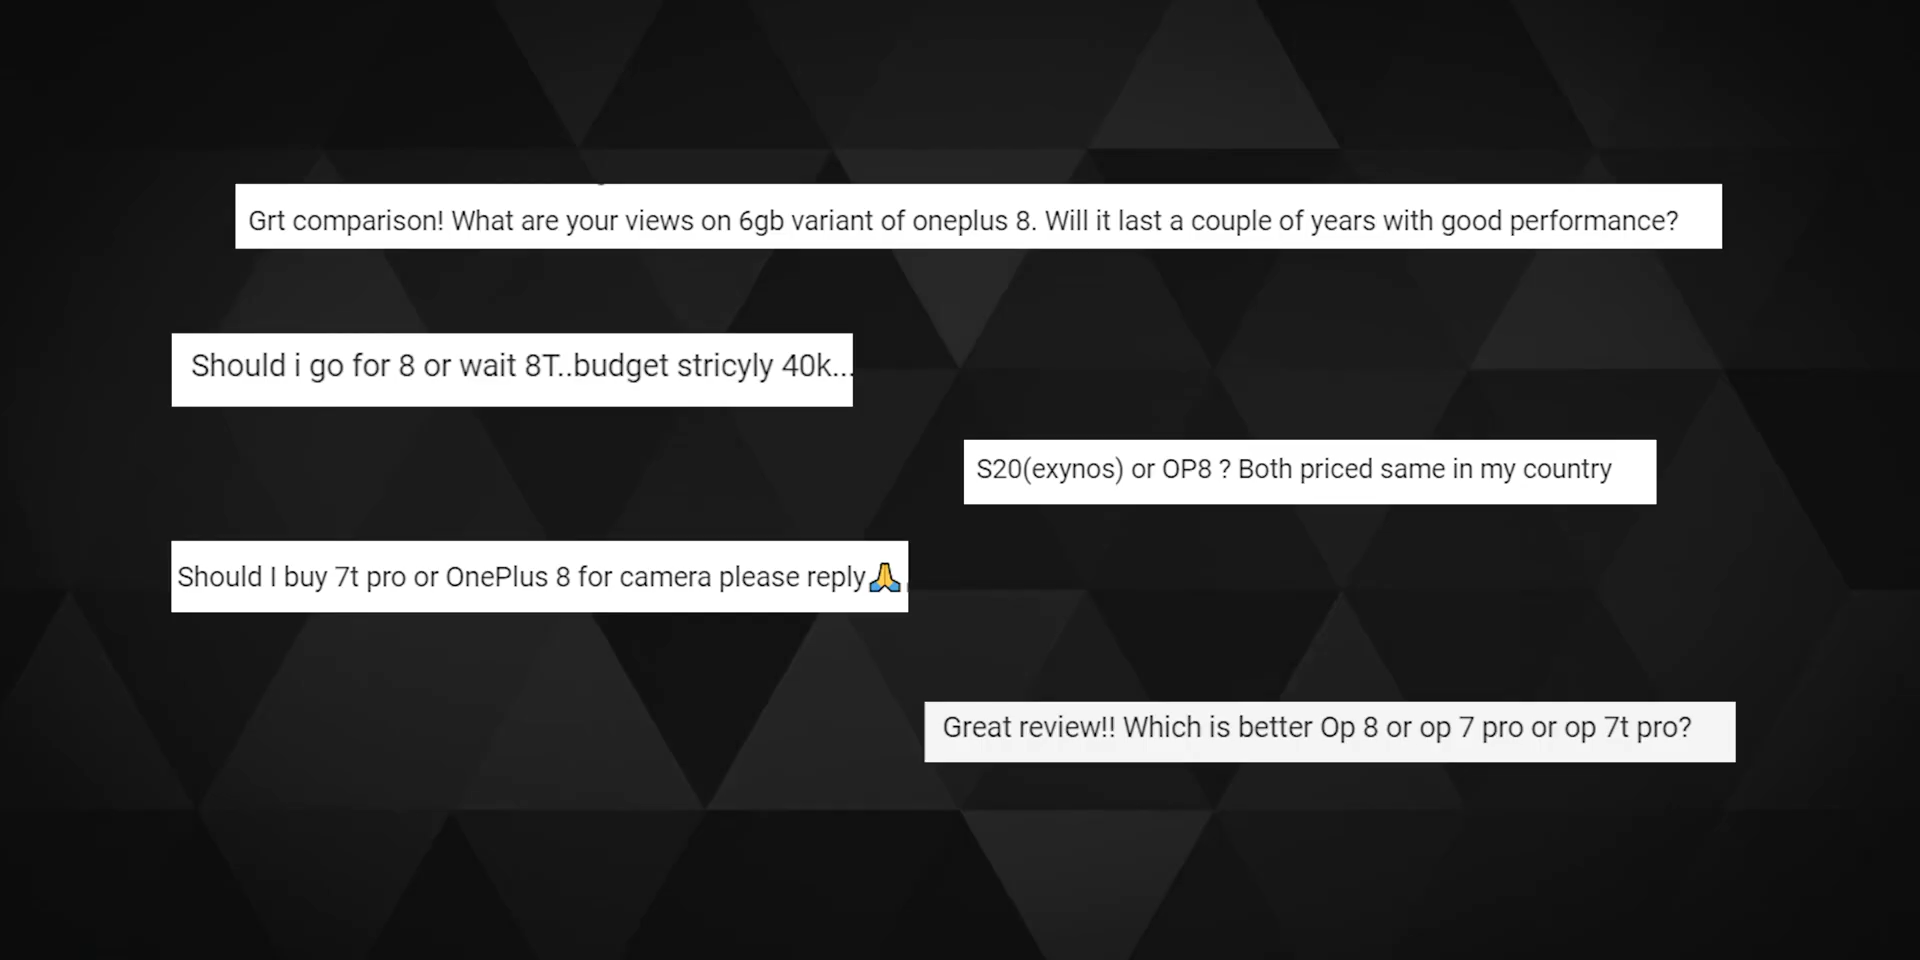 Grt comparison! What are your views on 6gb variant of oneplus 8. Will it last a couple of years with good performance?
Should i go for 8 or wait 8T..budget stricyly 40k...
S20(exynos) or OP8 ? Both priced same in my country
Should I buy 7t pro or OnePlus 8 for camera please reply🙏
Great review!! Which is better Op 8 or op 7 pro or op 7t pro?